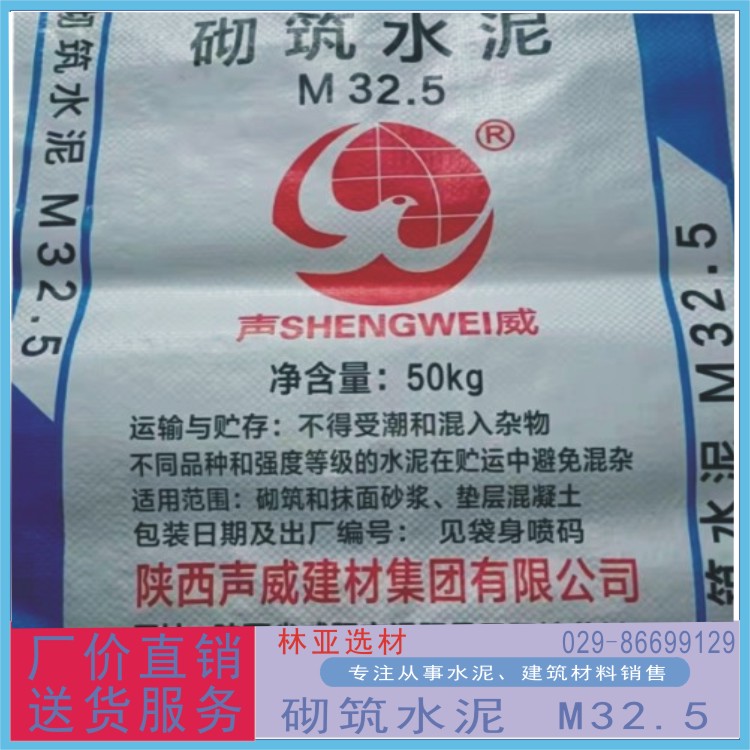 砌筑水泥
M 32.5
®
声SHENGWEI威
净含量：50kg
运输与贮存：不得受潮和混入杂物
不同品种和强度等级的水泥在贮运中避免混杂
适用范围：砌筑和抹面砂浆、垫层混凝土
包装日期及出厂编号： 见袋身喷码
陕西声威建材集团有限公司
砌筑水泥 M32.5
筑水泥 M32.5
厂价直销
送货服务
林亚选材
029-86699129
专注从事水泥、建筑材料销售
砌筑水泥 M32.5